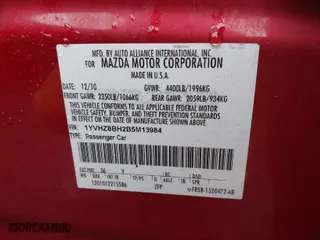 MFD. BY AUTO ALLIANCE INTERNATIONAL, INC.
FOR MAZDA MOTOR CORPORATION
MADE IN U.S.A.
12/10 GVWR: 4400LB/1996KG
FRONT GAWR: 2350LB/1066KG REAR GAWR: 2059LB/934KG
THIS VEHICLE CONFORMS TO ALL APPLICABLE FEDERAL MOTOR
VEHICLE SAFETY, BUMPER, AND THEFT PREVENTION STANDARDS
IN EFFECT ON THE DATE OF MANUFACTURE SHOWN ABOVE.
VIN: 1YVHZ8BH2B5M13984
TYPE: Passenger Car